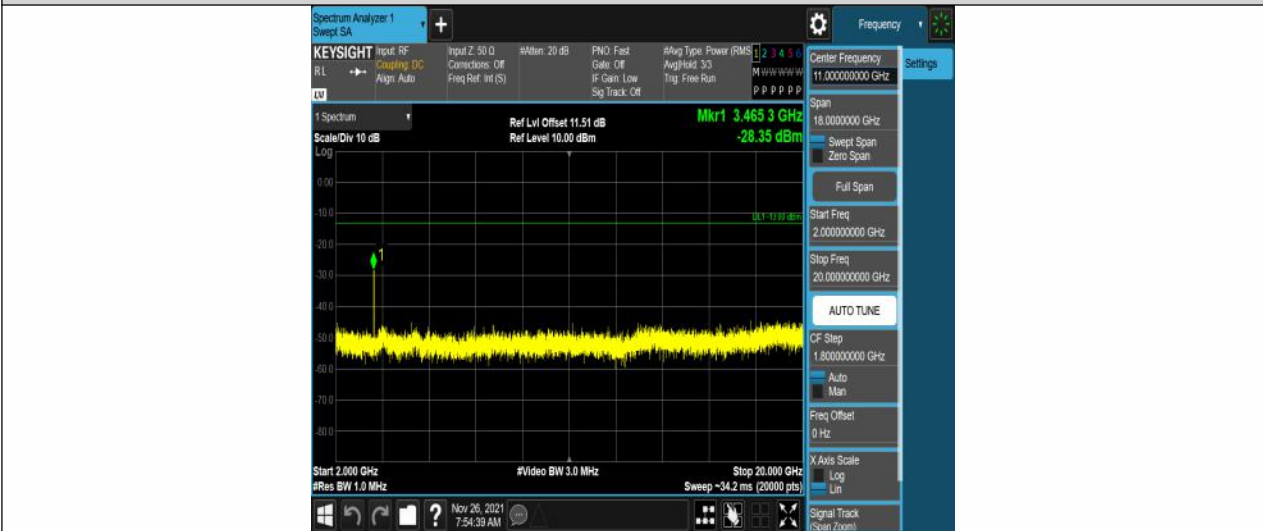 Spectrum Analyzer 1
Swept SA
Frequency
KEYSIGHT
RL
LV
Input: RF
Coupling: DC
Align: Auto
Input Z: 50 Ω
Corrections: Off
Freq Ref: Int (S)
#Atten: 20 dB
PNO: Fast
Gate: Off
IF Gain: Low
Sig Track: Off
#Avg Type: Power (RMS
Avg|Hold: 3/3
Trig: Free Run
1 2 3 4 5 6
M W W W W W
P P P P P P
1 Spectrum
Scale/Div 10 dB
Log
Ref Lvl Offset 11.51 dB
Ref Level 10.00 dBm
Mkr1 3.465 3 GHz
-28.35 dBm
0.00
-10.0
DL1 -13.00 dBm
-20.0
1
-30.0
-40.0
-50.0
-60.0
-70.0
-80.0
Start 2.000 GHz
#Res BW 1.0 MHz
#Video BW 3.0 MHz
Stop 20.000 GHz
Sweep ~34.2 ms (20000 pts)
Nov 26, 2021
7:54:39 AM
Center Frequency
11.000000000 GHz
Settings
Span
18.0000000 GHz
Swept Span
Zero Span
Full Span
Start Freq
2.000000000 GHz
Stop Freq
20.000000000 GHz
AUTO TUNE
CF Step
1.800000000 GHz
Auto
Man
Freq Offset
0 Hz
X Axis Scale
Log
Lin
Signal Track
(Span Zoom)